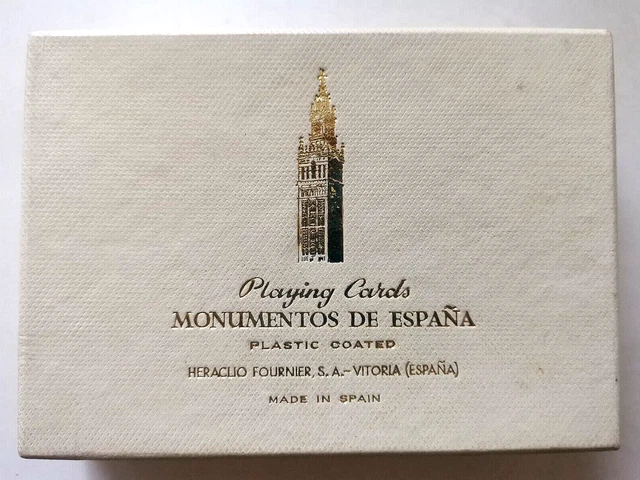 Playing Cards
MONUMENTOS DE ESPAÑA
PLASTIC COATED
HERACLIO FOURNIER, S. A.-VITORIA (ESPAÑA)
MADE IN SPAIN